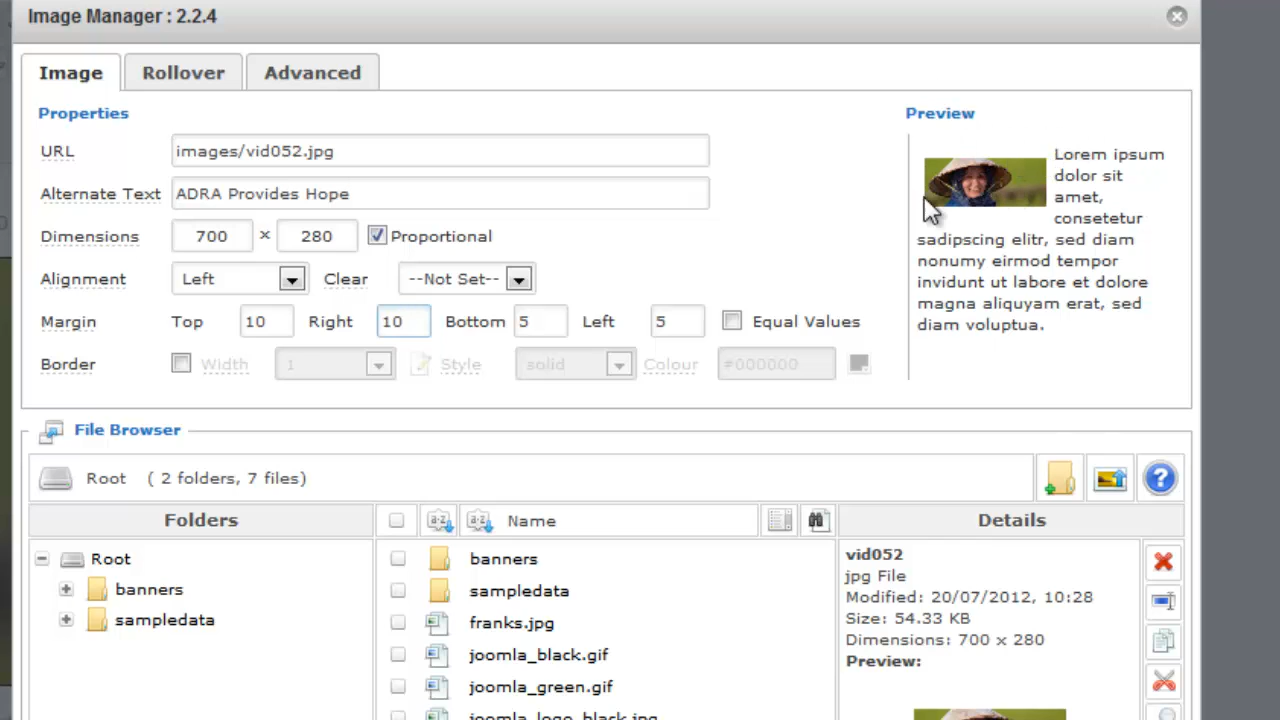 Image Manager : 2.2.4
Image Rollover Advanced
Properties
URL images/vid052.jpg
Alternate Text ADRA Provides Hope
Dimensions 700 × 280 Proportional
Alignment Left Clear --Not Set--
Margin Top 10 Right 10 Bottom 5 Left 5 Equal Values
Border Width 1 Style solid Colour #000000
Preview
Lorem ipsum
dolor sit
amet,
consetetur
sadipscing elitr, sed diam
nonumy eirmod tempor
invidunt ut labore et dolore
magna aliquyam erat, sed
diam voluptua.
File Browser
Root ( 2 folders, 7 files)
Folders
Name
Details
Root
banners
sampledata
banners
sampledata
franks.jpg
joomla_black.gif
joomla_green.gif
joomla_logo_black.jpg
vid052
jpg File
Modified: 20/07/2012, 10:28
Size: 54.33 KB
Dimensions: 700 x 280
Preview: